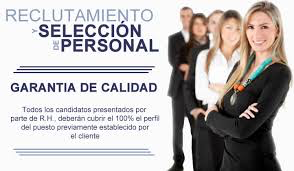 RECLUTAMIENTO
Y SELECCIÓN
DE PERSONAL
GARANTIA DE CALIDAD
Todos los candidatos presentados por
parte de R.H., deberán cubrir el 100% el perfil
del puesto previamente establecido por
el cliente